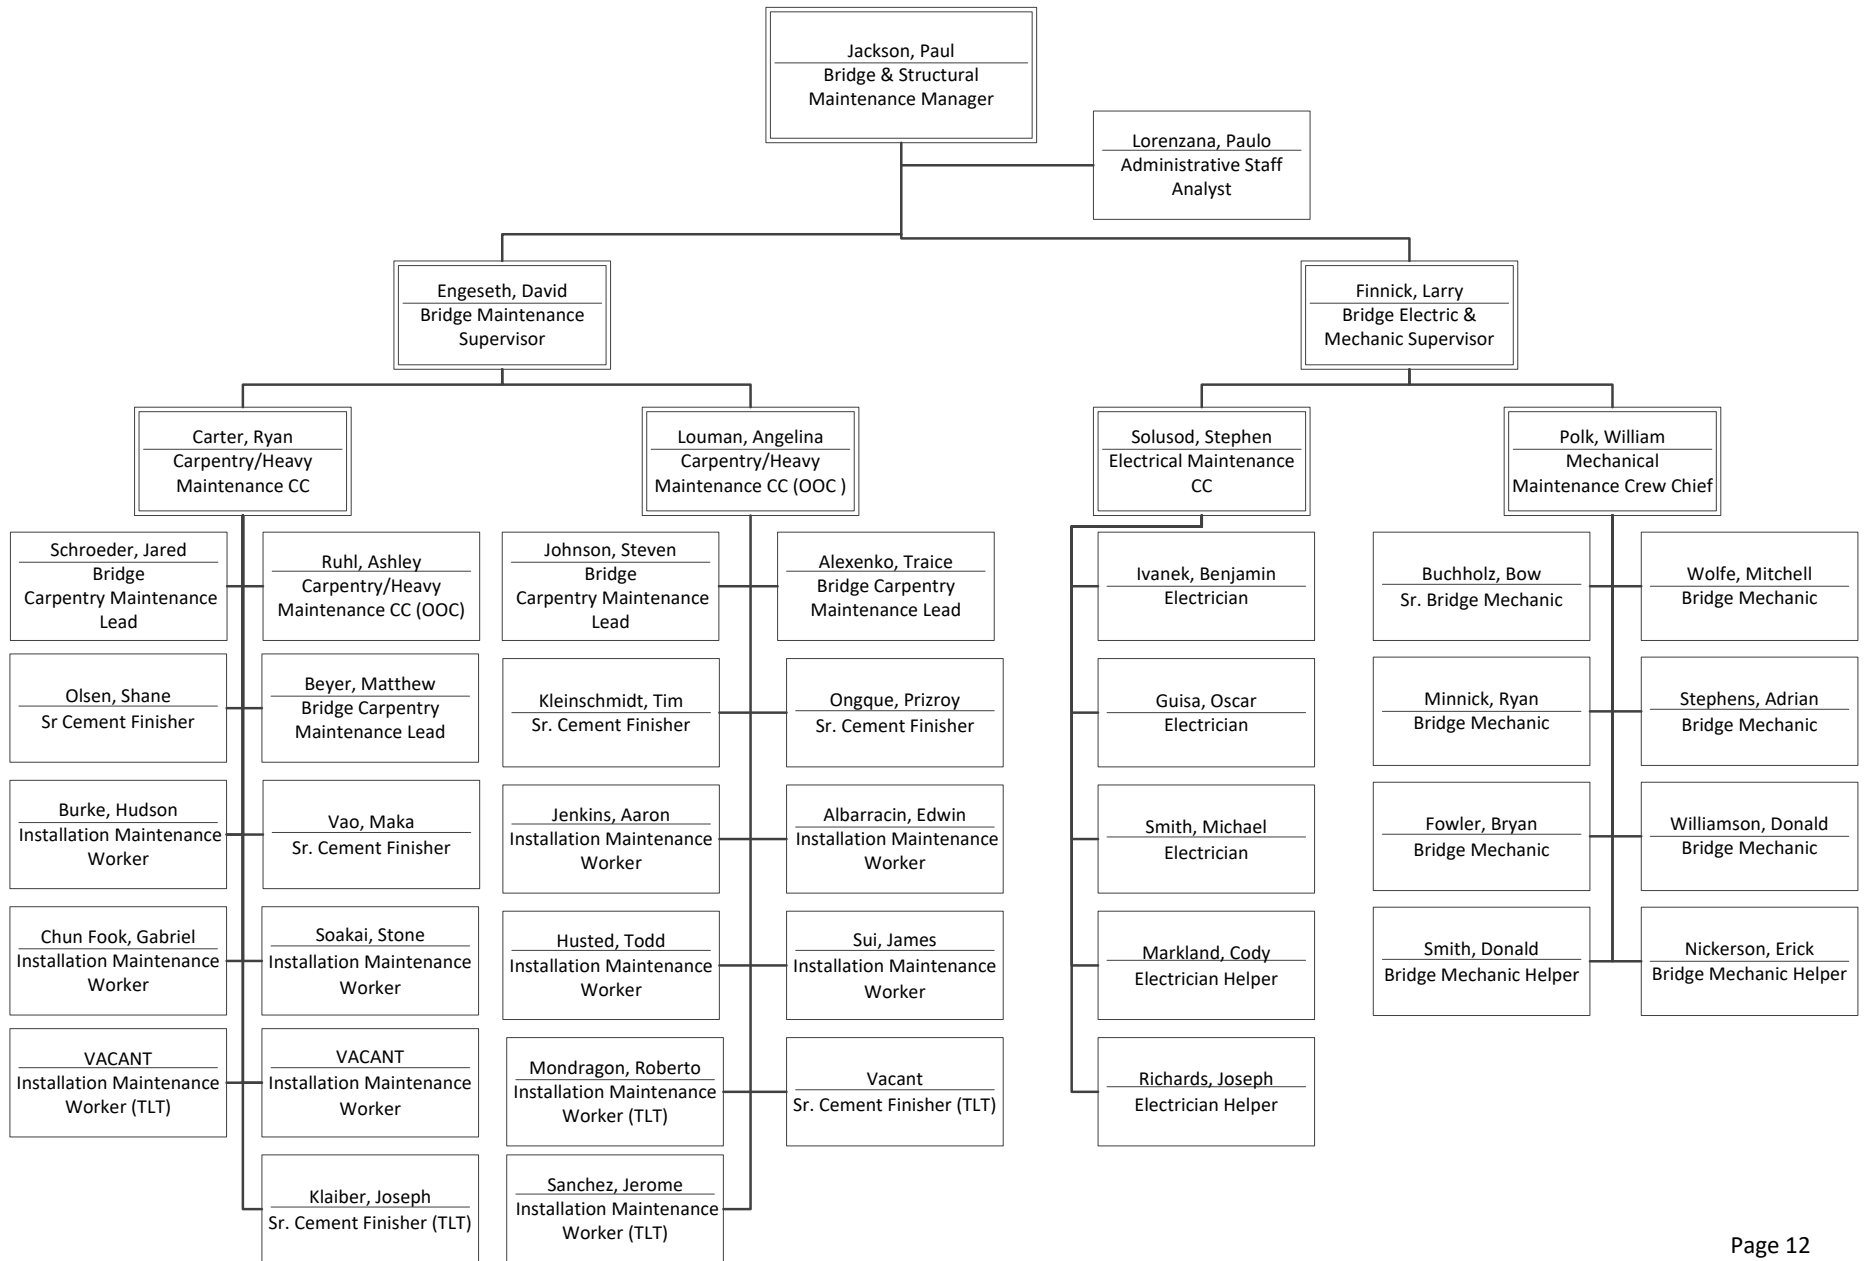 Jackson, Paul
Bridge & Structural
Maintenance Manager
Lorenzana, Paulo
Administrative Staff
Analyst
Engeseth, David
Bridge Maintenance
Supervisor
Finnick, Larry
Bridge Electric &
Mechanic Supervisor
Carter, Ryan
Carpentry/Heavy
Maintenance CC
Louman, Angelina
Carpentry/Heavy
Maintenance CC (OOC )
Solusod, Stephen
Electrical Maintenance
CC
Polk, William
Mechanical
Maintenance Crew Chief
Schroeder, Jared
Bridge
Carpentry Maintenance
Lead
Ruhl, Ashley
Carpentry/Heavy
Maintenance CC (OOC)
Olsen, Shane
Sr Cement Finisher
Beyer, Matthew
Bridge Carpentry
Maintenance Lead
Burke, Hudson
Installation Maintenance
Worker
Vao, Maka
Sr. Cement Finisher
Chun Fook, Gabriel
Installation Maintenance
Worker
Soakai, Stone
Installation Maintenance
Worker
VACANT
Installation Maintenance
Worker (TLT)
VACANT
Installation Maintenance
Worker
Klaiber, Joseph
Sr. Cement Finisher (TLT)
Johnson, Steven
Bridge
Carpentry Maintenance
Lead
Alexenko, Traice
Bridge Carpentry
Maintenance Lead
Kleinschmidt, Tim
Sr. Cement Finisher
Ongque, Prizroy
Sr. Cement Finisher
Jenkins, Aaron
Installation Maintenance
Worker
Albarracin, Edwin
Installation Maintenance
Worker
Husted, Todd
Installation Maintenance
Worker
Sui, James
Installation Maintenance
Worker
Mondragon, Roberto
Installation Maintenance
Worker (TLT)
Vacant
Sr. Cement Finisher (TLT)
Sanchez, Jerome
Installation Maintenance
Worker (TLT)
Ivanek, Benjamin
Electrician
Guisa, Oscar
Electrician
Smith, Michael
Electrician
Markland, Cody
Electrician Helper
Richards, Joseph
Electrician Helper
Buchholz, Bow
Sr. Bridge Mechanic
Wolfe, Mitchell
Bridge Mechanic
Minnick, Ryan
Bridge Mechanic
Stephens, Adrian
Bridge Mechanic
Fowler, Bryan
Bridge Mechanic
Williamson, Donald
Bridge Mechanic
Smith, Donald
Bridge Mechanic Helper
Nickerson, Erick
Bridge Mechanic Helper
Page 12